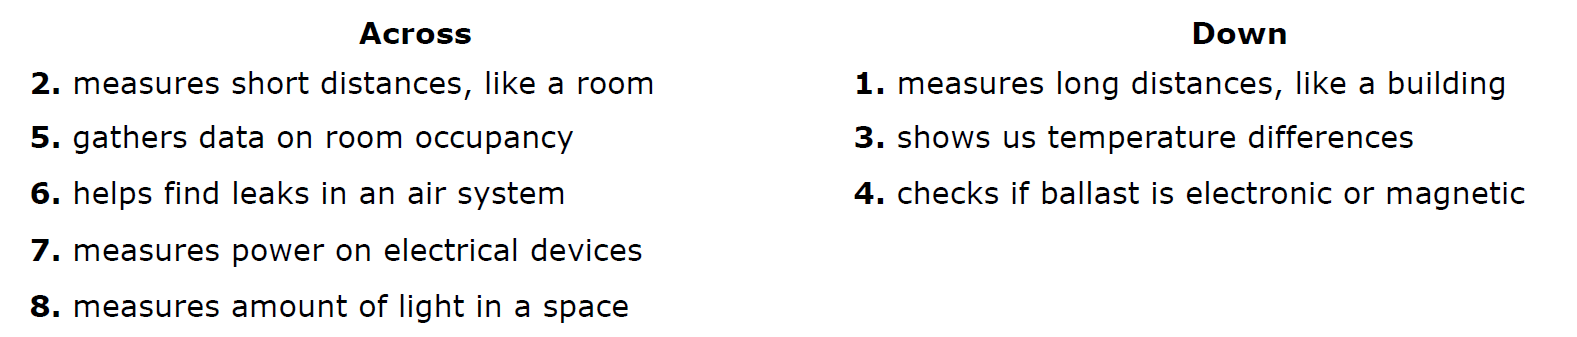 Across
2. measures short distances, like a room
5. gathers data on room occupancy
6. helps find leaks in an air system
7. measures power on electrical devices
8. measures amount of light in a space
Down
1. measures long distances, like a building
3. shows us temperature differences
4. checks if ballast is electronic or magnetic